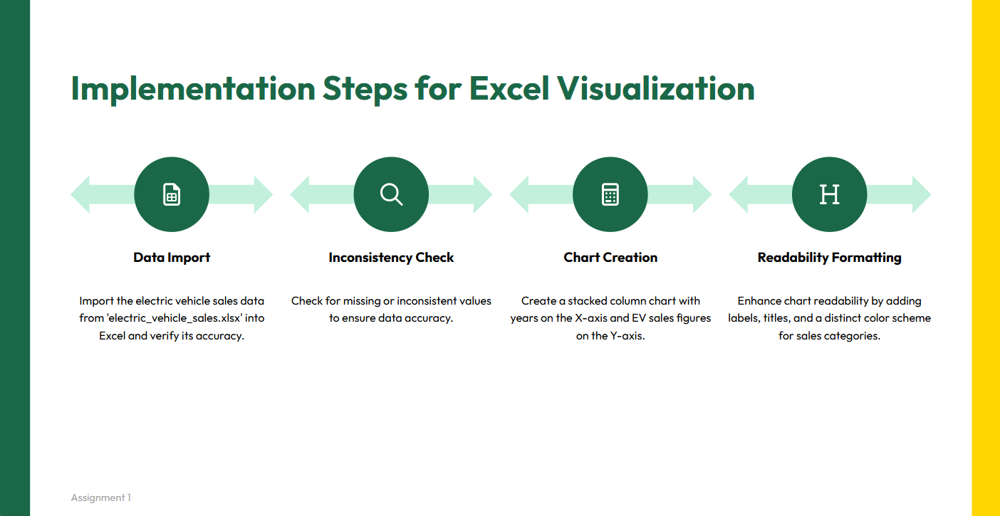 Implementation Steps for Excel Visualization
H
Data Import
Import the electric vehicle sales data
from 'electric_vehicle_sales.xlsx' into
Excel and verify its accuracy.
Inconsistency Check
Check for missing or inconsistent values
to ensure data accuracy.
Chart Creation
Create a stacked column chart with
years on the X-axis and EV sales figures
on the Y-axis.
Readability Formatting
Enhance chart readability by adding
labels, titles, and a distinct color scheme
for sales categories.
Assignment 1